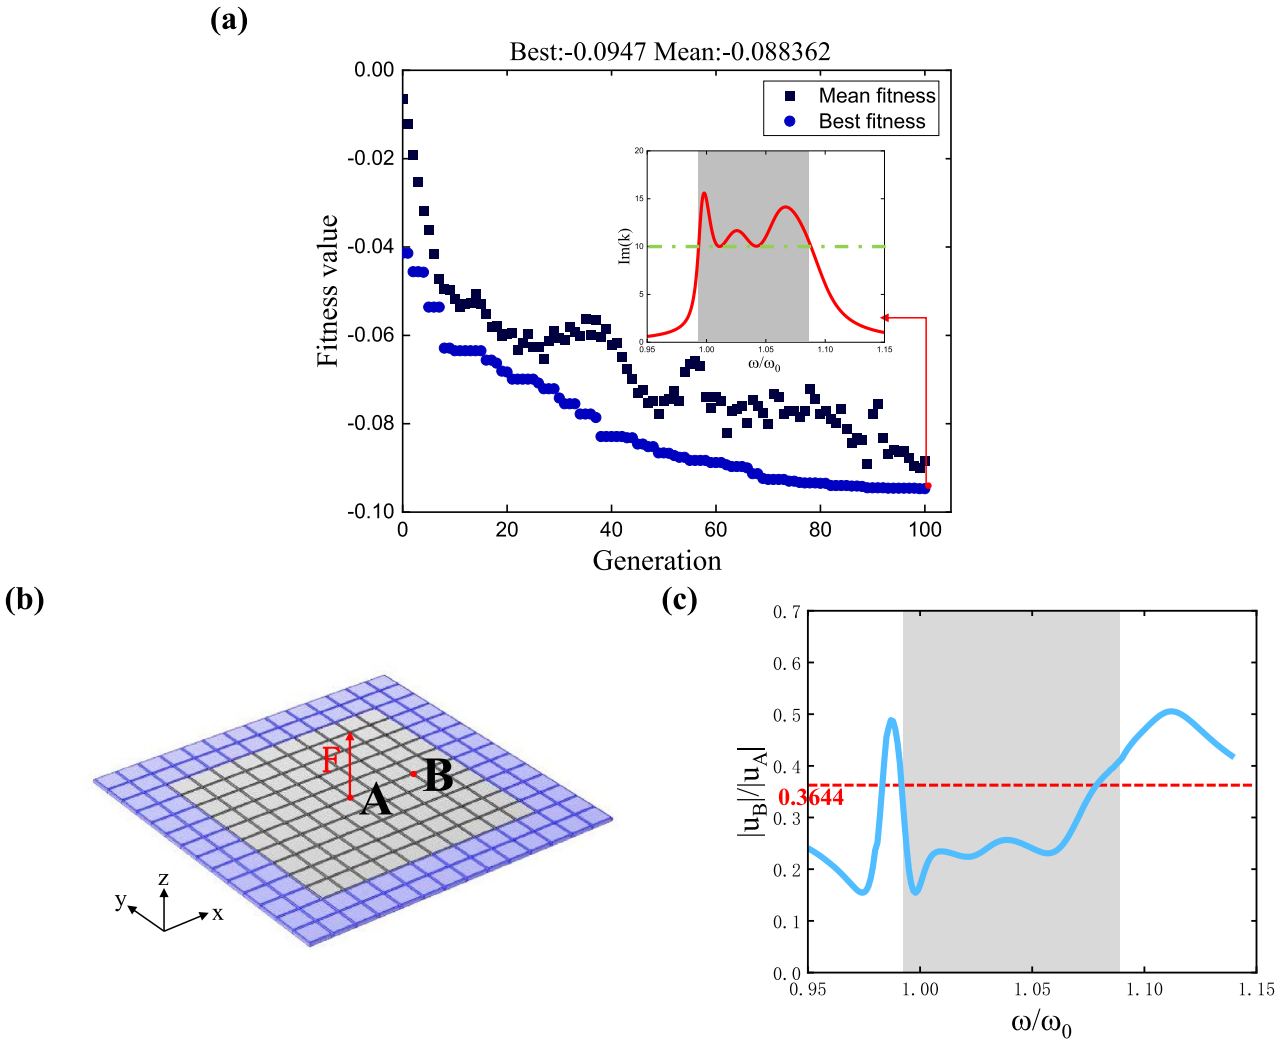 (a)
Best:-0.0947 Mean:-0.088362
0.00
-0.02
-0.04
-0.06
-0.08
-0.10
Fitness value
0
20
40
60
80
100
Generation
Mean fitness
Best fitness
20
15
10
5
0
Im(k)
0.95
1.00
1.05
1.10
1.15
ω/ω0
(b)
F
A
B
z
y
x
(c)
0.7
0.6
0.5
0.4
0.3
0.2
0.1
0.0
|uB|/|uA|
0.3644
0.95
1.00
1.05
1.10
1.15
ω/ω0